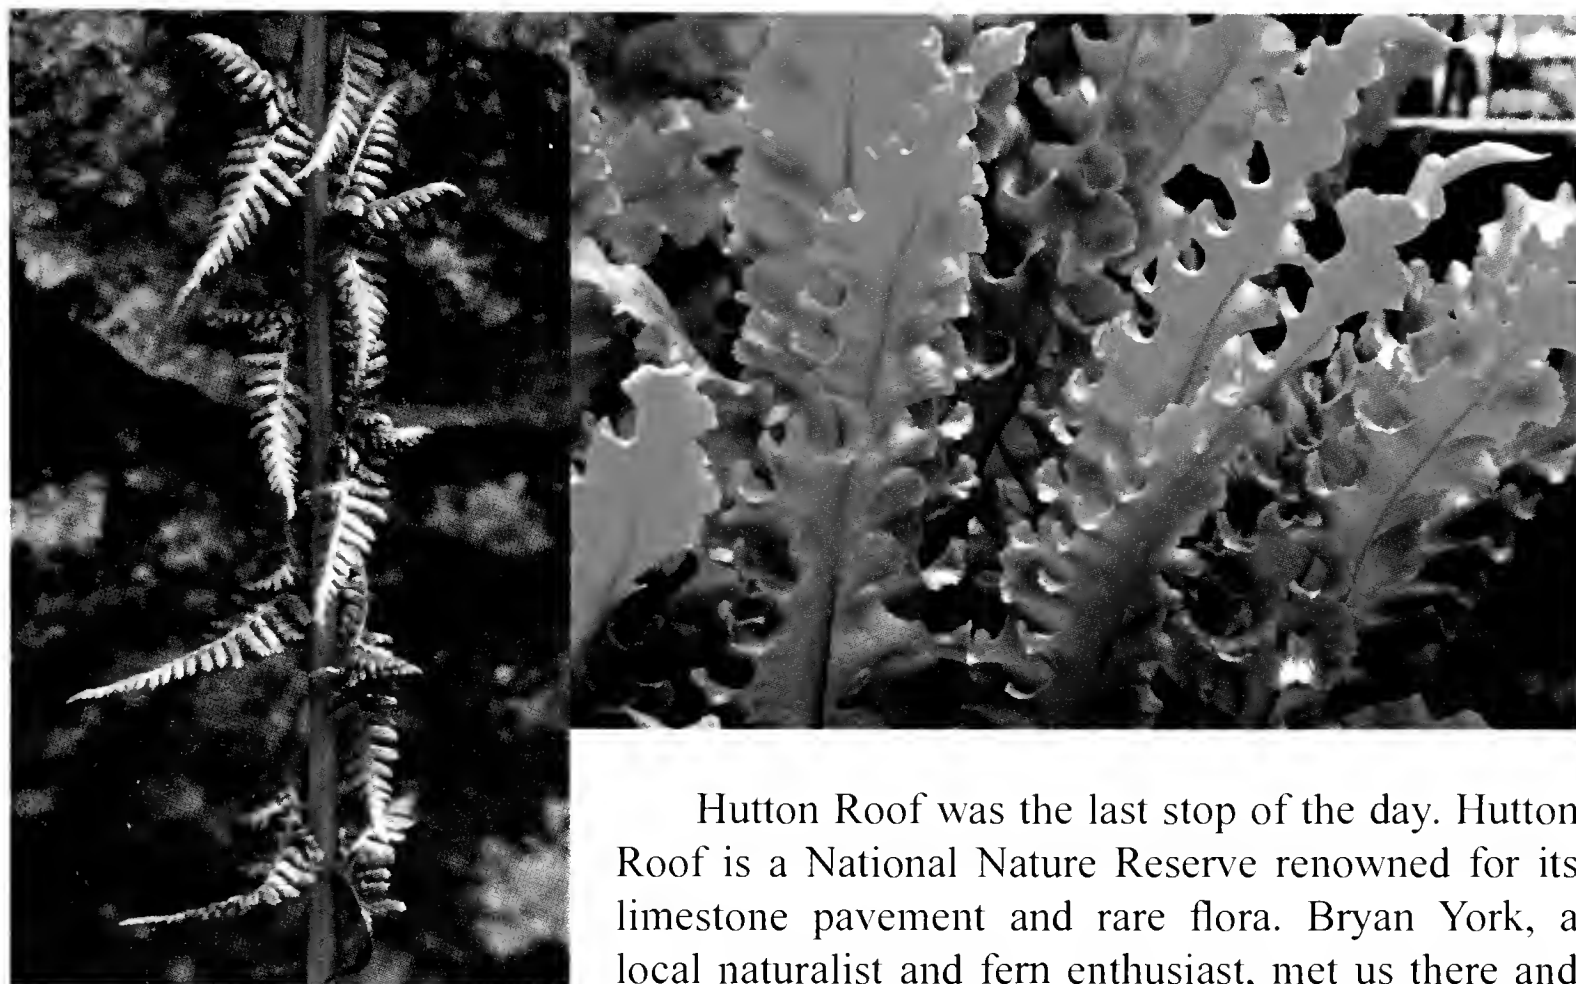 Hutton Roof was the last stop of the day. Hutton
Roof is a National Nature Reserve renowned for its
limestone pavement and rare flora. Bryan York, a
local naturalist and fern enthusiast, met us there and